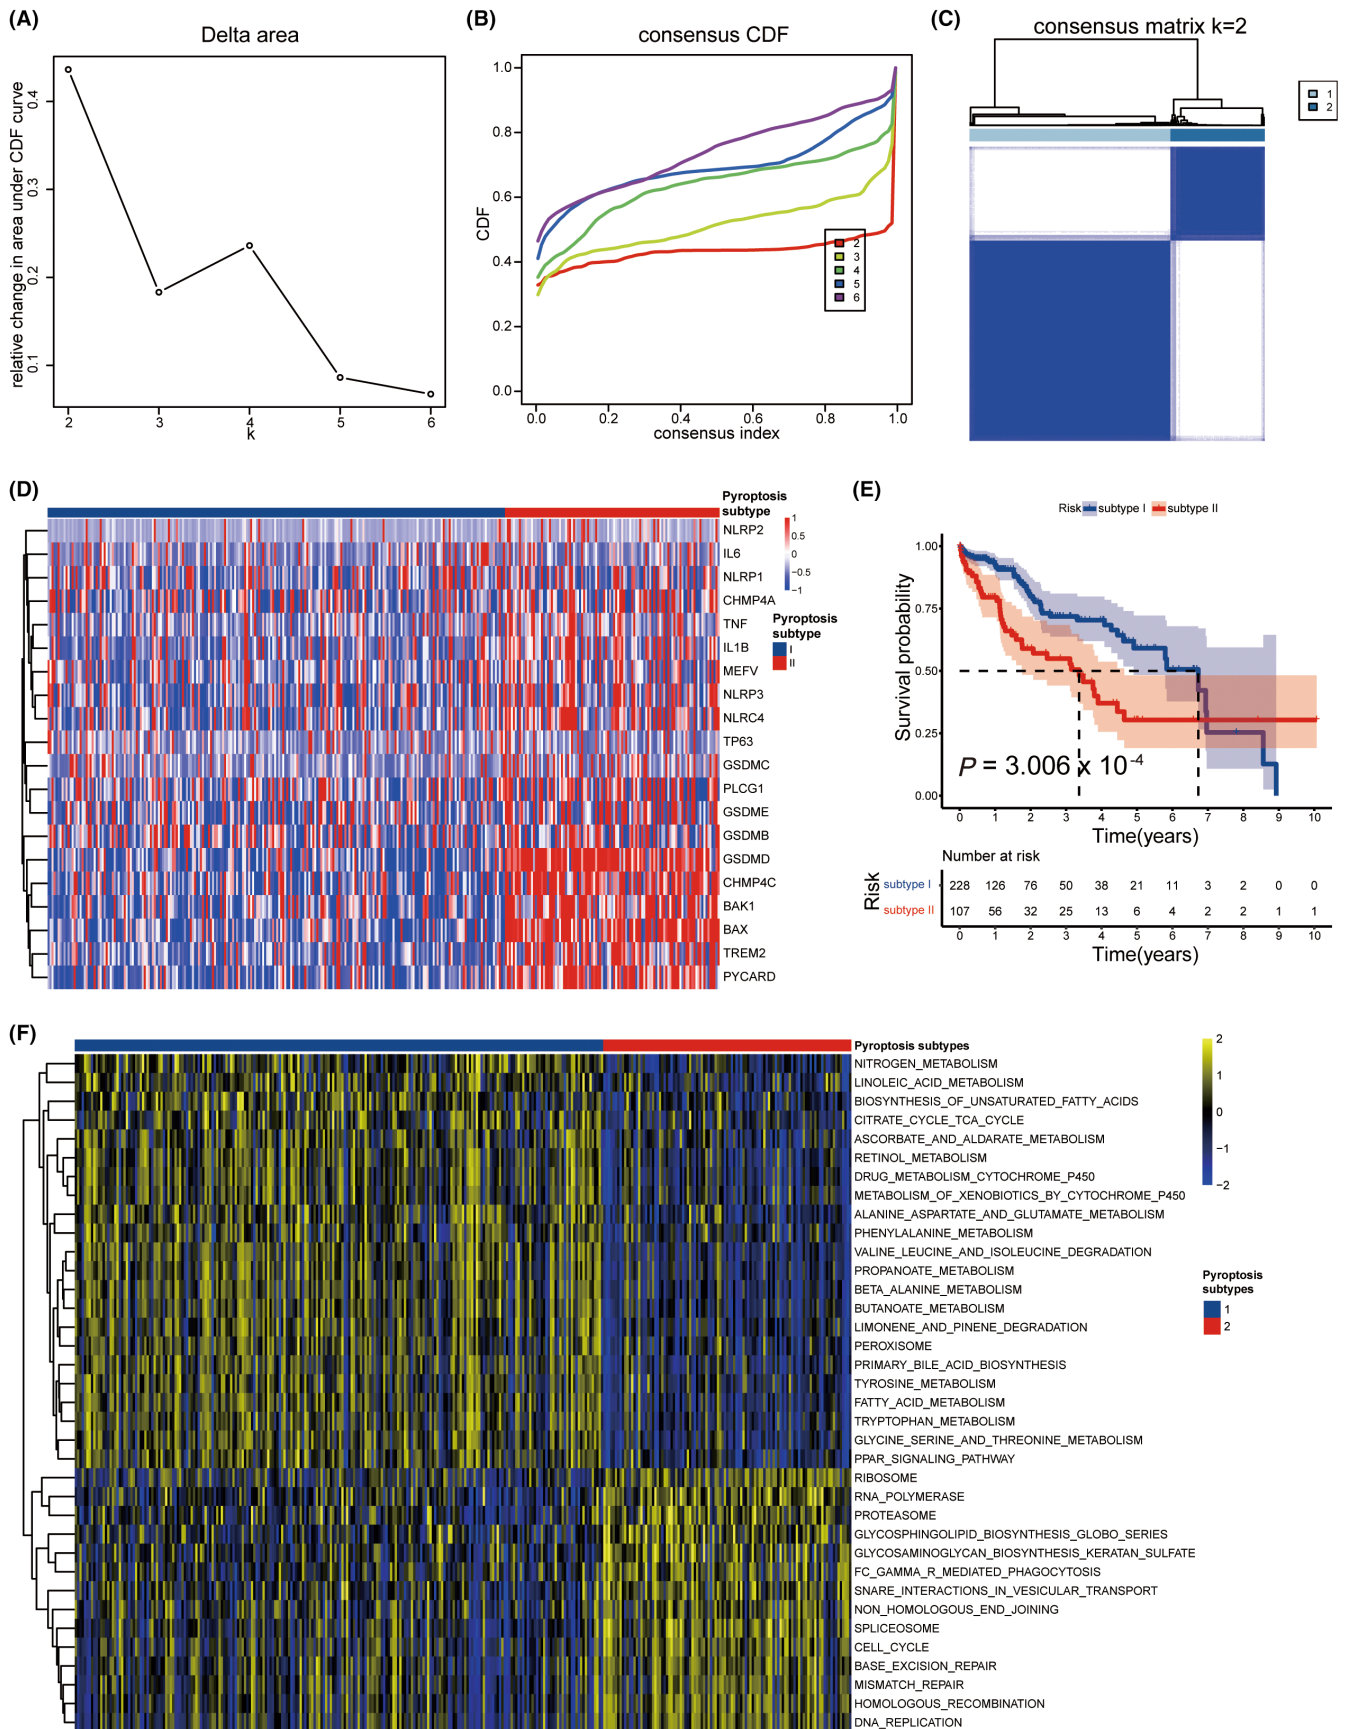 (A)
Delta area
relative change in area under CDF curve
0.4
0.3
0.2
0.1
2 3 4 5 6
k
(B)
consensus CDF
CDF
1.0
0.8
0.6
0.4
0.2
0.0
2
3
4
5
6
0.0 0.2 0.4 0.6 0.8 1.0
consensus index
(C)
consensus matrix k=2
1
2
(D)
Pyroptosis
subtype
NLRP2
IL6
NLRP1
CHMP4A
TNF
IL1B
MEFV
NLRP3
NLRC4
TP63
GSDMC
PLCG1
GSDME
GSDMB
GSDMD
CHMP4C
BAK1
BAX
TREM2
PYCARD
1
0.5
0
−0.5
−1
Pyroptosis
subtype
I
II
(E)
Risk subtype I subtype II
Survival probability
1.00
0.75
0.50
0.25
0.00
P = 3.006 x 10-4
0 1 2 3 4 5 6 7 8 9 10
Time(years)
Number at risk
Risk
subtype I 228 126 76 50 38 21 11 3 2 0 0
subtype II 107 56 32 25 13 6 4 2 2 1 1
0 1 2 3 4 5 6 7 8 9 10
Time(years)
(F)
Pyroptosis subtypes
NITROGEN_METABOLISM
LINOLEIC_ACID_METABOLISM
BIOSYNTHESIS_OF_UNSATURATED_FATTY_ACIDS
CITRATE_CYCLE_TCA_CYCLE
ASCORBATE_AND_ALDARATE_METABOLISM
RETINOL_METABOLISM
DRUG_METABOLISM_CYTOCHROME_P450
METABOLISM_OF_XENOBIOTICS_BY_CYTOCHROME_P450
ALANINE_ASPARTATE_AND_GLUTAMATE_METABOLISM
PHENYLALANINE_METABOLISM
VALINE_LEUCINE_AND_ISOLEUCINE_DEGRADATION
PROPANOATE_METABOLISM
BETA_ALANINE_METABOLISM
BUTANOATE_METABOLISM
LIMONENE_AND_PINENE_DEGRADATION
PEROXISOME
PRIMARY_BILE_ACID_BIOSYNTHESIS
TYROSINE_METABOLISM
FATTY_ACID_METABOLISM
TRYPTOPHAN_METABOLISM
GLYCINE_SERINE_AND_THREONINE_METABOLISM
PPAR_SIGNALING_PATHWAY
RIBOSOME
RNA_POLYMERASE
PROTEASOME
GLYCOSPHINGOLIPID_BIOSYNTHESIS_GLOBO_SERIES
GLYCOSAMINOGLYCAN_BIOSYNTHESIS_KERATAN_SULFATE
FC_GAMMA_R_MEDIATED_PHAGOCYTOSIS
SNARE_INTERACTIONS_IN_VESICULAR_TRANSPORT
NON_HOMOLOGOUS_END_JOINING
SPLICEOSOME
CELL_CYCLE
BASE_EXCISION_REPAIR
MISMATCH_REPAIR
HOMOLOGOUS_RECOMBINATION
DNA_REPLICATION
2
1
0
−1
−2
Pyroptosis
subtypes
1
2